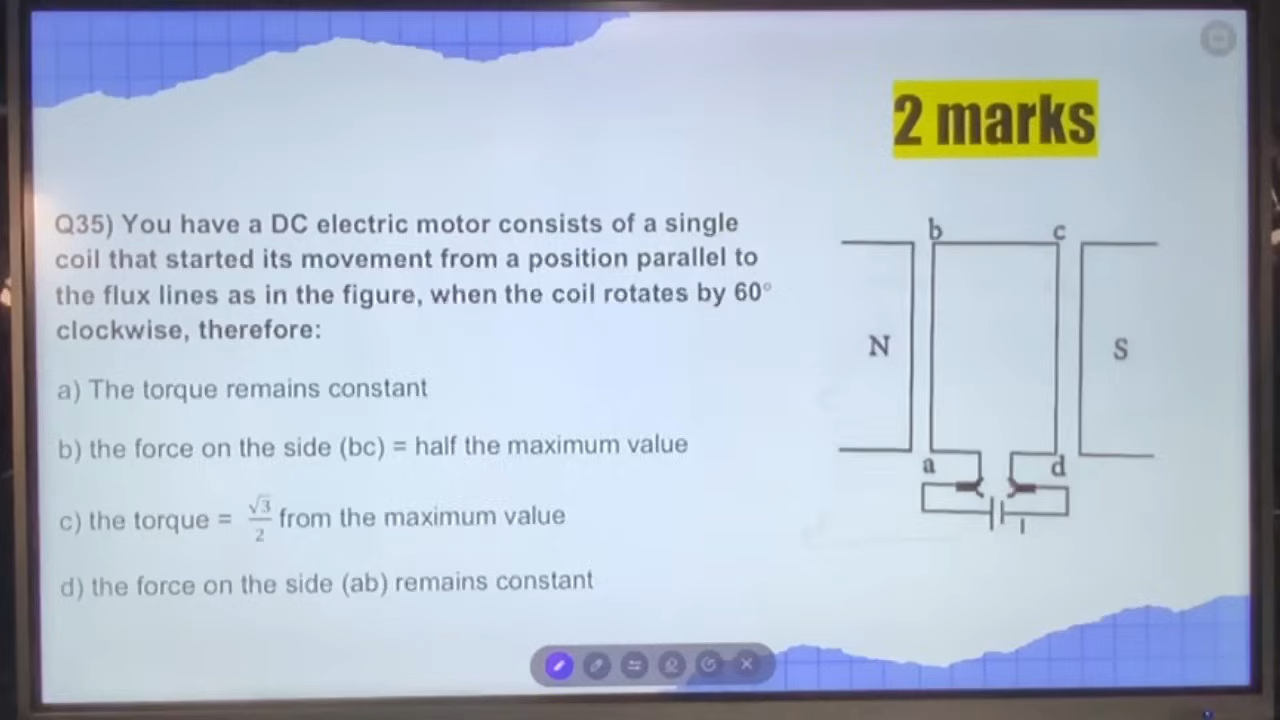 2 marks
Q35) You have a DC electric motor consists of a single
coil that started its movement from a position parallel to
the flux lines as in the figure, when the coil rotates by 60°
clockwise, therefore:
a) The torque remains constant
b) the force on the side (bc) = half the maximum value
c) the torque = √3/2 from the maximum value
d) the force on the side (ab) remains constant
b c
N S
a d